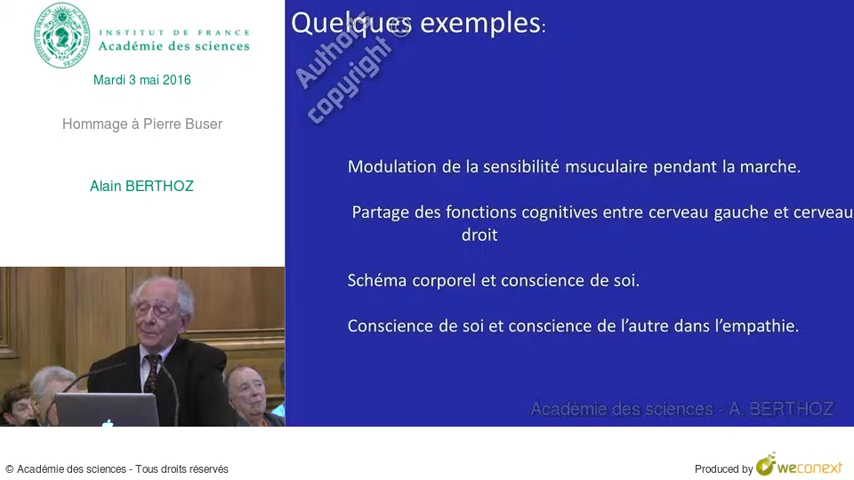 INSTITUT DE FRANCE
Académie des sciences
Mardi 3 mai 2016
Hommage à Pierre Buser
Alain BERTHOZ
Quelques exemples:
Authors ©
copyright
Modulation de la sensibilité msuculaire pendant la marche.
Partage des fonctions cognitives entre cerveau gauche et cerveau
droit
Schéma corporel et conscience de soi.
Conscience de soi et conscience de l’autre dans l’empathie.
Académie des sciences - A. BERTHOZ
© Académie des sciences - Tous droits réservés
Produced by weconext